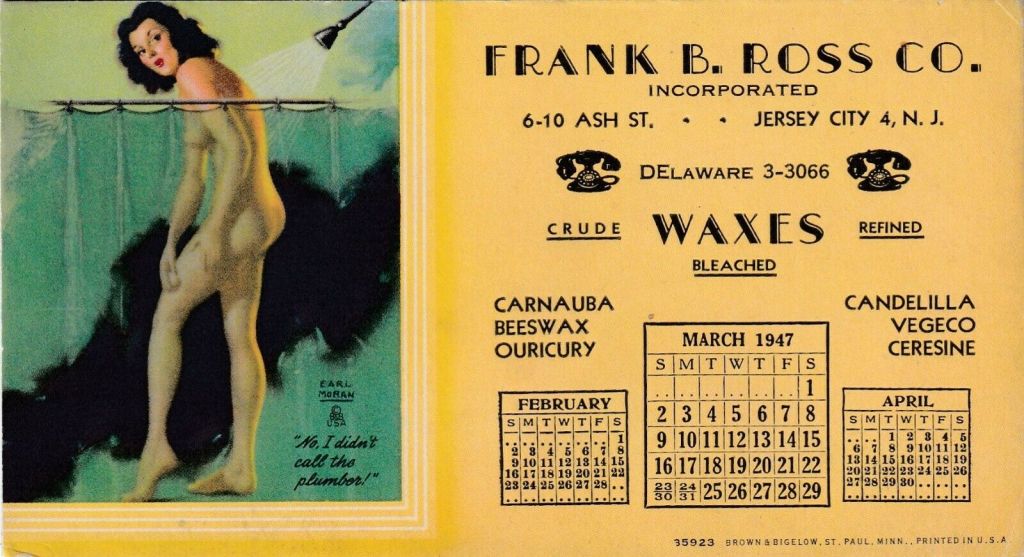 EARL
MORAN
© B&B
USA
"No, I didn't
call the
plumber!"
FRANK B. ROSS CO.
INCORPORATED
6-10 ASH ST. · · JERSEY CITY 4, N. J.
DELAWARE 3-3066
CRUDE WAXES REFINED
BLEACHED
CARNAUBA
BEESWAX
OURICURY
CANDELILLA
VEGECO
CERESINE
FEBRUARY
S M T W T F S
1
2 3 4 5 6 7 8
9 10 11 12 13 14 15
16 17 18 19 20 21 22
23 24 25 26 27 28
MARCH 1947
S M T W T F S
1
2 3 4 5 6 7 8
9 10 11 12 13 14 15
16 17 18 19 20 21 22
23/30 24/31 25 26 27 28 29
APRIL
S M T W T F S
1 2 3 4 5
6 7 8 9 10 11 12
13 14 15 16 17 18 19
20 21 22 23 24 25 26
27 28 29 30
35923 BROWN & BIGELOW, ST. PAUL, MINN., PRINTED IN U.S.A.